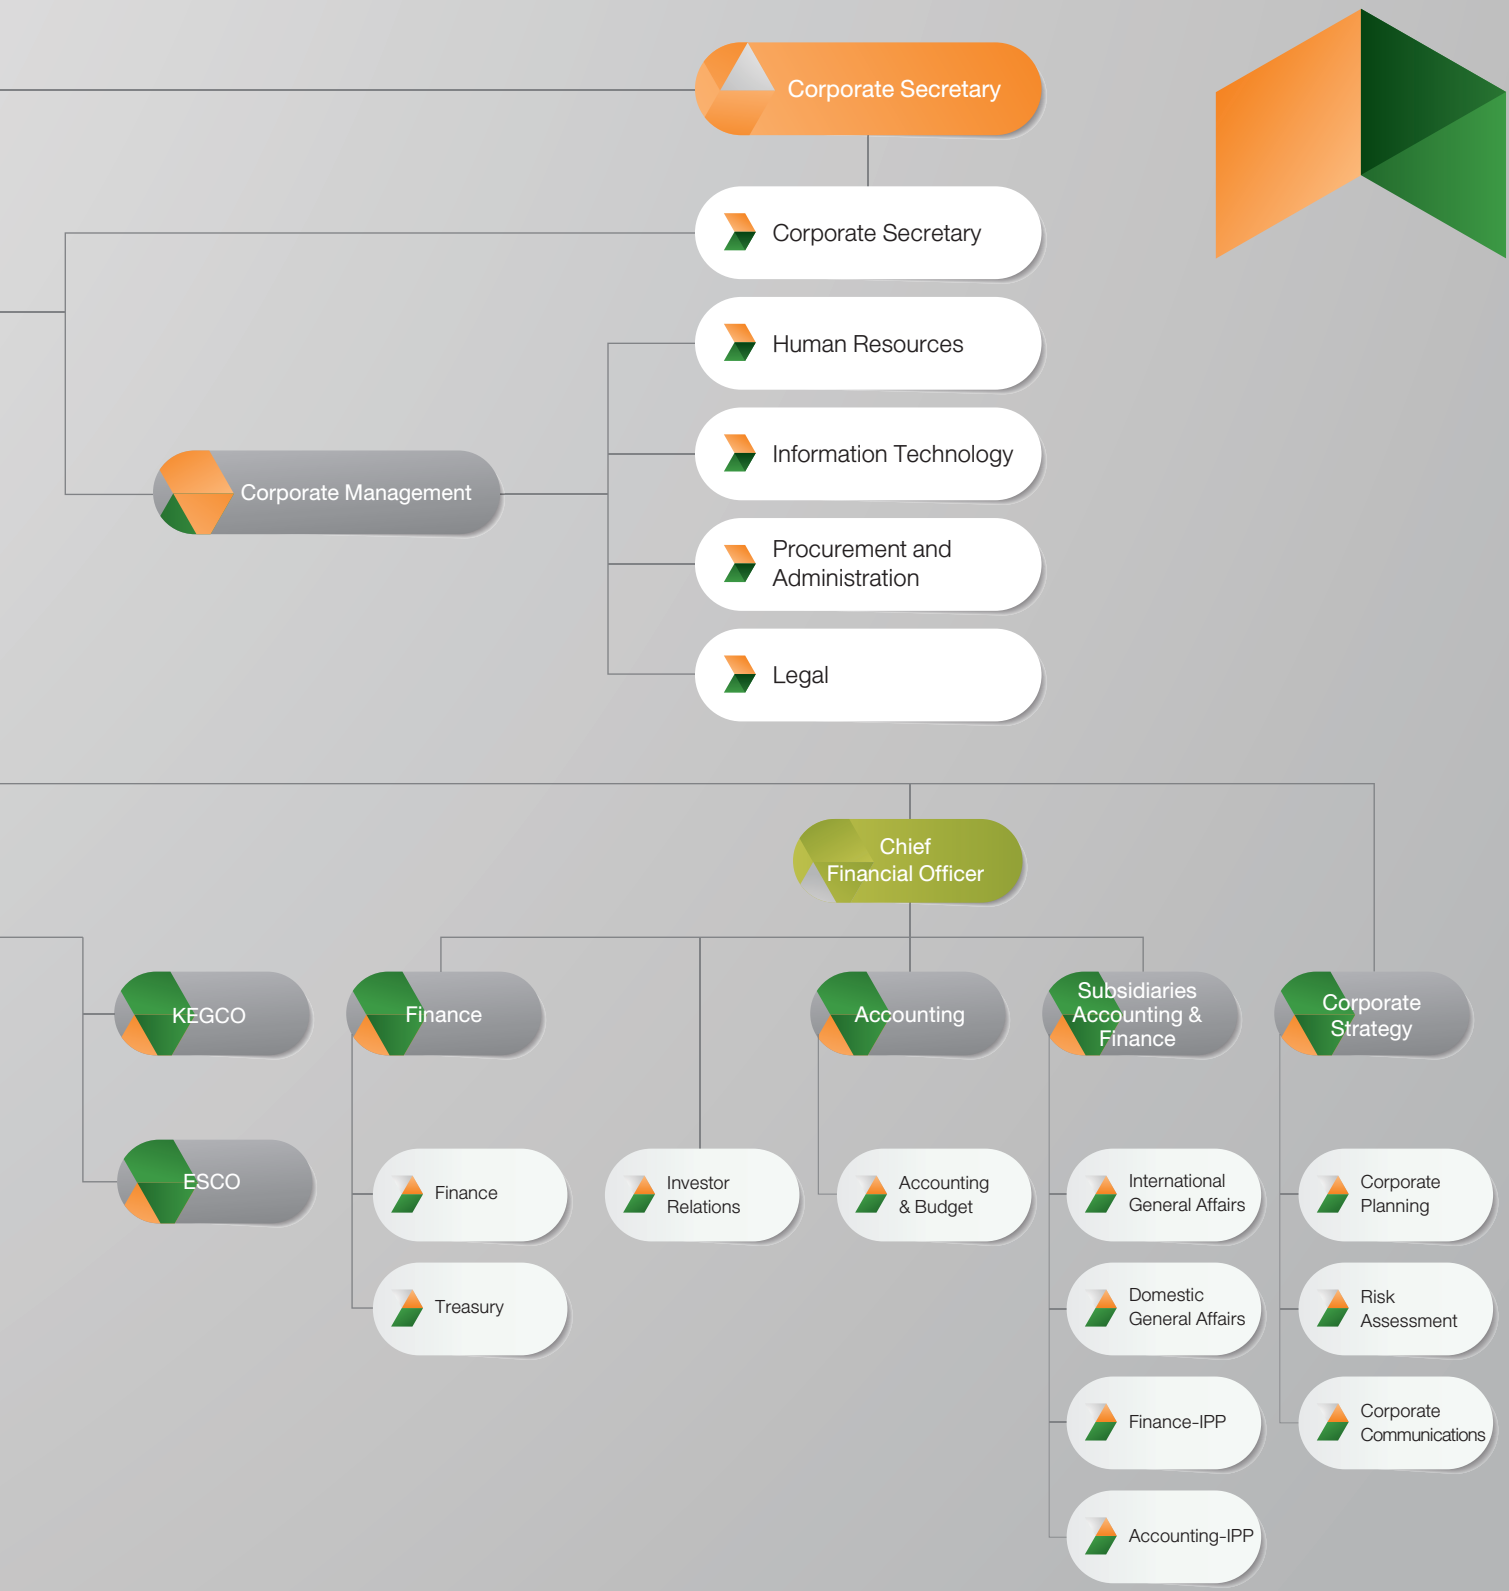 Corporate Secretary
Corporate Secretary
Human Resources
Information Technology
Corporate Management
Procurement and
Administration
Legal
Chief
Financial Officer
KEGCO
Finance
Accounting
Subsidiaries
Accounting &
Finance
Corporate
Strategy
ESCO
Finance
Investor
Relations
Accounting
& Budget
International
General Affairs
Corporate
Planning
Treasury
Domestic
General Affairs
Risk
Assessment
Finance-IPP
Corporate
Communications
Accounting-IPP